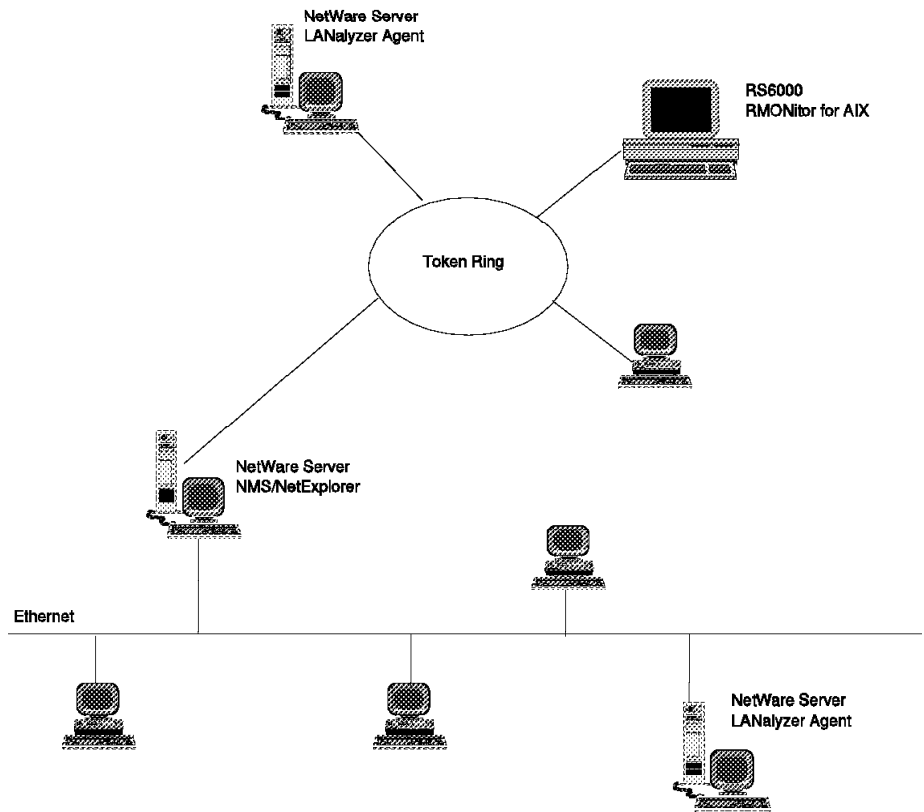 NetWare Server
LANalyzer Agent
RS6000
RMONitor for AIX
Token Ring
NetWare Server
NMS/NetExplorer
Ethernet
NetWare Server
LANalyzer Agent